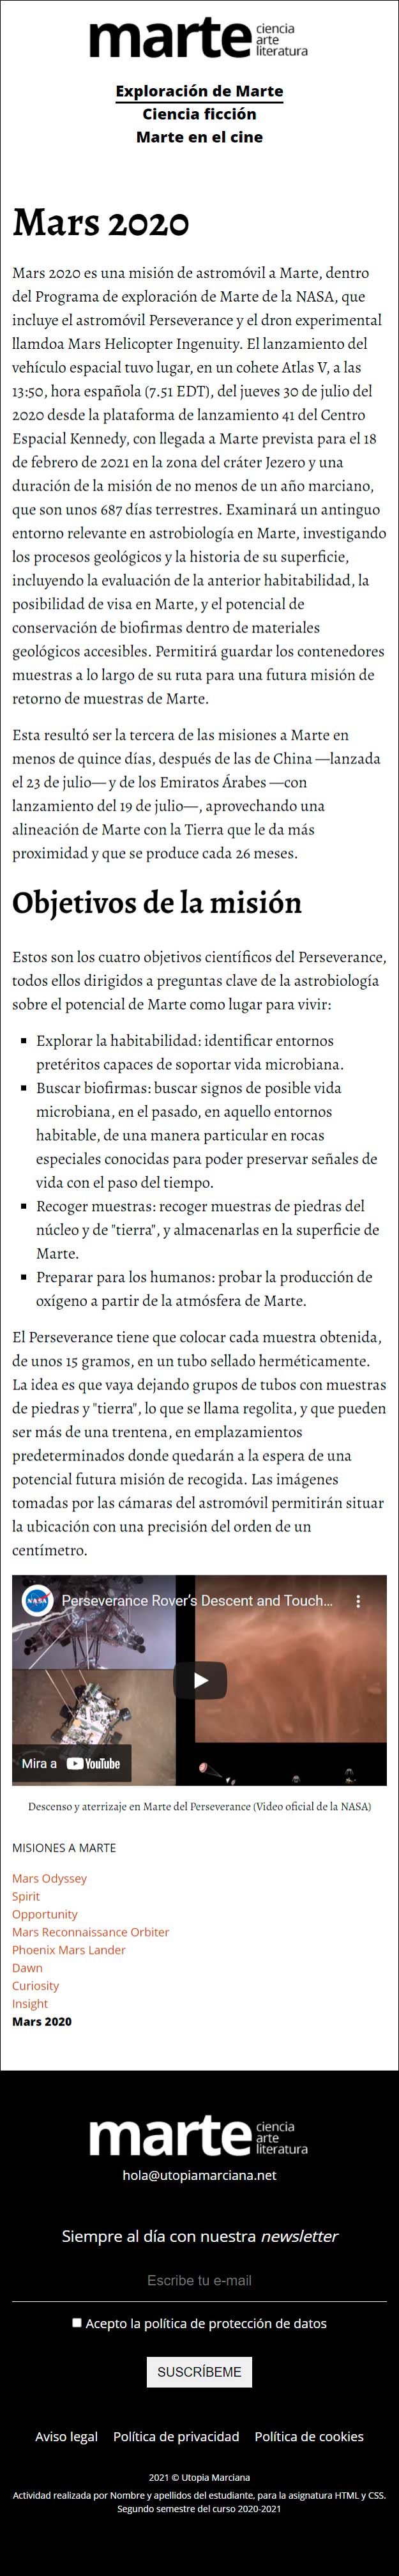 marte ciencia
arte
literatura
Exploración de Marte
Ciencia ficción
Marte en el cine
Mars 2020
Mars 2020 es una misión de astromóvil a Marte, dentro
del Programa de exploración de Marte de la NASA, que
incluye el astromóvil Perseverance y el dron experimental
llamdoa Mars Helicopter Ingenuity. El lanzamiento del
vehículo espacial tuvo lugar, en un cohete Atlas V, a las
13:50, hora española (7.51 EDT), del jueves 30 de julio del
2020 desde la plataforma de lanzamiento 41 del Centro
Espacial Kennedy, con llegada a Marte prevista para el 18
de febrero de 2021 en la zona del cráter Jezero y una
duración de la misión de no menos de un año marciano,
que son unos 687 días terrestres. Examinará un antinguo
entorno relevante en astrobiología en Marte, investigando
los procesos geológicos y la historia de su superficie,
incluyendo la evaluación de la anterior habitabilidad, la
posibilidad de visa en Marte, y el potencial de
conservación de biofirmas dentro de materiales
geológicos accesibles. Permitirá guardar los contenedores
muestras a lo largo de su ruta para una futura misión de
retorno de muestras de Marte.
Esta resultó ser la tercera de las misiones a Marte en
menos de quince días, después de las de China —lanzada
el 23 de julio— y de los Emiratos Árabes —con
lanzamiento del 19 de julio—, aprovechando una
alineación de Marte con la Tierra que le da más
proximidad y que se produce cada 26 meses.
Objetivos de la misión
Estos son los cuatro objetivos científicos del Perseverance,
todos ellos dirigidos a preguntas clave de la astrobiología
sobre el potencial de Marte como lugar para vivir:
▪ Explorar la habitabilidad: identificar entornos
pretéritos capaces de soportar vida microbiana.
▪ Buscar biofirmas: buscar signos de posible vida
microbiana, en el pasado, en aquello entornos
habitable, de una manera particular en rocas
especiales conocidas para poder preservar señales de
vida con el paso del tiempo.
▪ Recoger muestras: recoger muestras de piedras del
núcleo y de "tierra", y almacenarlas en la superficie de
Marte.
▪ Preparar para los humanos: probar la producción de
oxígeno a partir de la atmósfera de Marte.
El Perseverance tiene que colocar cada muestra obtenida,
de unos 15 gramos, en un tubo sellado herméticamente.
La idea es que vaya dejando grupos de tubos con muestras
de piedras y "tierra", lo que se llama regolita, y que pueden
ser más de una trentena, en emplazamientos
predeterminados donde quedarán a la espera de una
potencial futura misión de recogida. Las imágenes
tomadas por las cámaras del astromóvil permitirán situar
la ubicación con una precisión del orden de un
centímetro.
NASA Perseverance Rover's Descent and Touch...
Mira a YouTube
Descenso y aterrizaje en Marte del Perseverance (Video oficial de la NASA)
MISIONES A MARTE
Mars Odyssey
Spirit
Opportunity
Mars Reconnaissance Orbiter
Phoenix Mars Lander
Dawn
Curiosity
Insight
Mars 2020
marte ciencia
arte
literatura
hola@utopiamarciana.net
Siempre al día con nuestra newsletter
Escribe tu e-mail
Acepto la política de protección de datos
SUSCRÍBEME
Aviso legal Política de privacidad Política de cookies
2021 © Utopia Marciana
Actividad realizada por Nombre y apellidos del estudiante, para la asignatura HTML y CSS.
Segundo semestre del curso 2020-2021